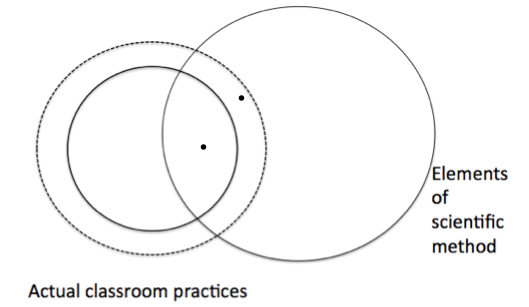 Elements
of
scientific
method
Actual classroom practices